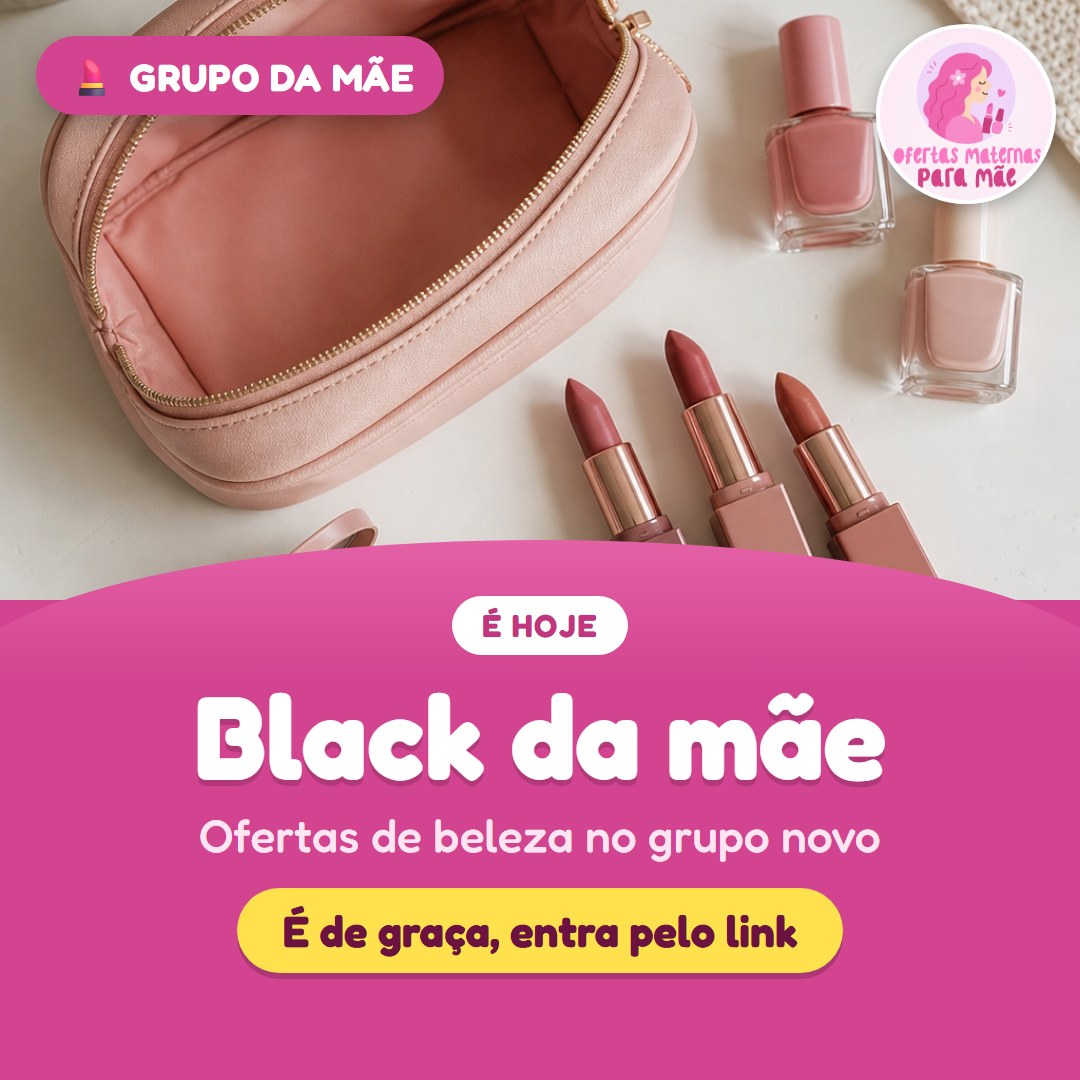 GRUPO DA MÃE
Ofertas maternas
para mãe
É HOJE
Black da mãe
Ofertas de beleza no grupo novo
É de graça, entra pelo link